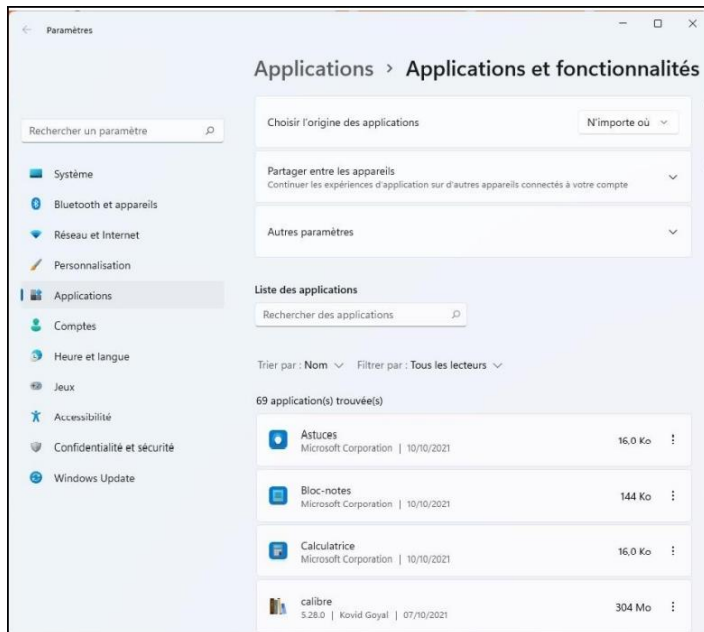 Paramètres
Applications > Applications et fonctionnalités
Rechercher un paramètre
Système
Bluetooth et appareils
Réseau et Internet
Personnalisation
Applications
Comptes
Heure et langue
Jeux
Accessibilité
Confidentialité et sécurité
Windows Update
Choisir l'origine des applications
N'importe où
Partager entre les appareils
Continuer les expériences d'application sur d'autres appareils connectés à votre compte
Autres paramètres
Liste des applications
Rechercher des applications
Trier par : Nom Filtrer par : Tous les lecteurs
69 application(s) trouvée(s)
Astuces
Microsoft Corporation | 10/10/2021
16,0 Ko
Bloc-notes
Microsoft Corporation | 10/10/2021
144 Ko
Calculatrice
Microsoft Corporation | 10/10/2021
16,0 Ko
calibre
5.28.0 | Kovid Goyal | 07/10/2021
304 Mo